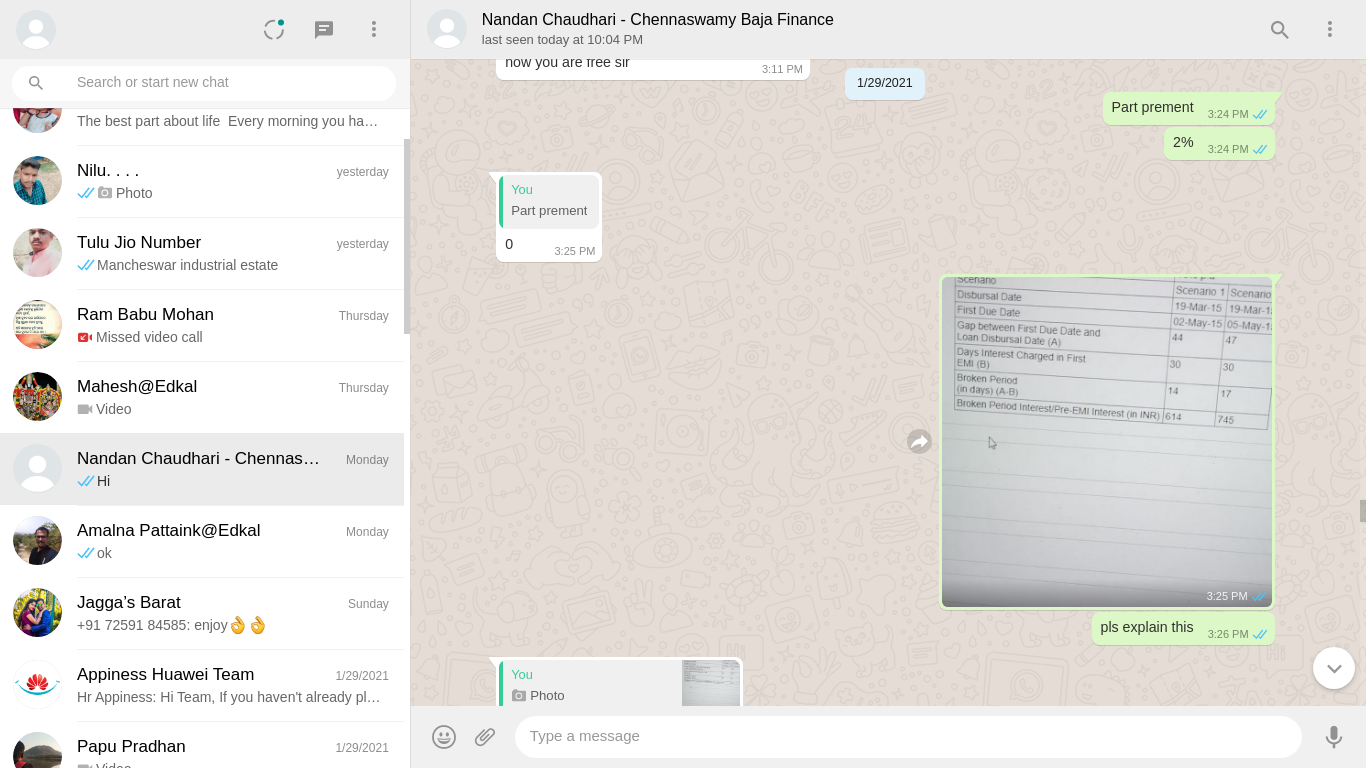 Search or start new chat
The best part about life  Every morning you ha…
Nilu. . . .
yesterday
Photo
Tulu Jio Number
yesterday
Mancheswar industrial estate
Ram Babu Mohan
Thursday
Missed video call
Mahesh@Edkal
Thursday
Video
Nandan Chaudhari - Chennas…
Monday
Hi
Amalna Pattaink@Edkal
Monday
ok
Jagga’s Barat
Sunday
+91 72591 84585: enjoy👌👌
Appiness Huawei Team
1/29/2021
Hr Appiness: Hi Team, If you haven't already pl…
Papu Pradhan
1/29/2021
Video
Nandan Chaudhari - Chennaswamy Baja Finance
last seen today at 10:04 PM
now you are free sir
3:11 PM
1/29/2021
Part prement
3:24 PM
2%
3:24 PM
You
Part prement
0
3:25 PM
Scenario
Scenario 1 Scenario
Disbursal Date 19-Mar-15 19-Mar-1
First Due Date 02-May-15 05-May-1
Gap between First Due Date and
Loan Disbursal Date (A) 44 47
Days Interest Charged in First
EMI (B) 30 30
Broken Period
(in days) (A-B) 14 17
Broken Period Interest/Pre-EMI Interest (in INR) 614 745
3:25 PM
pls explain this
3:26 PM
You
Photo
Type a message